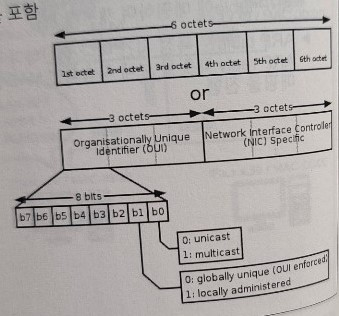 포함
6 octets
1st octet 2nd octet 3rd octet 4th octet 5th octet 6th octet
or
3 octets 3 octets
Organisationally Unique
Identifier (OUI)
Network Interface Controller
(NIC) Specific
8 bits
b7 b6 b5 b4 b3 b2 b1 b0
0: unicast
1: multicast
0: globally unique (OUI enforced)
1: locally administered